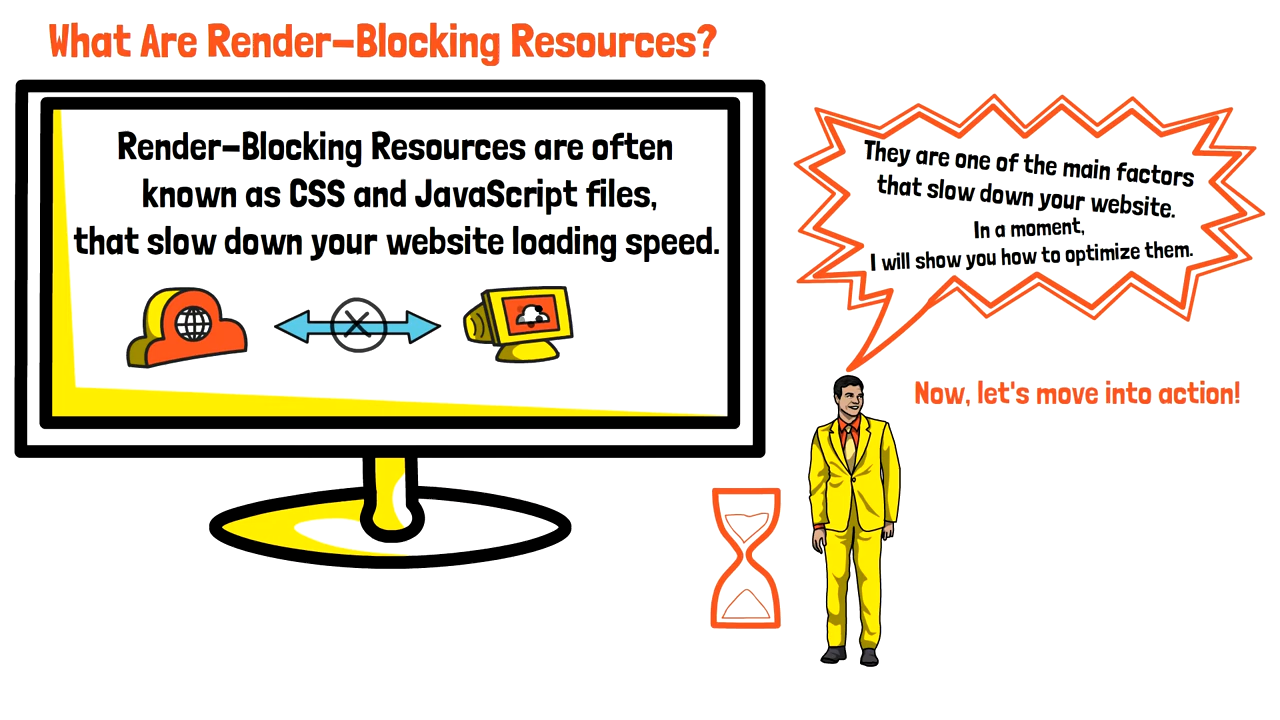 What Are Render-Blocking Resources?
Render-Blocking Resources are often
known as CSS and JavaScript files,
that slow down your website loading speed.
They are one of the main factors
that slow down your website.
In a moment,
I will show you how to optimize them.
Now, let's move into action!